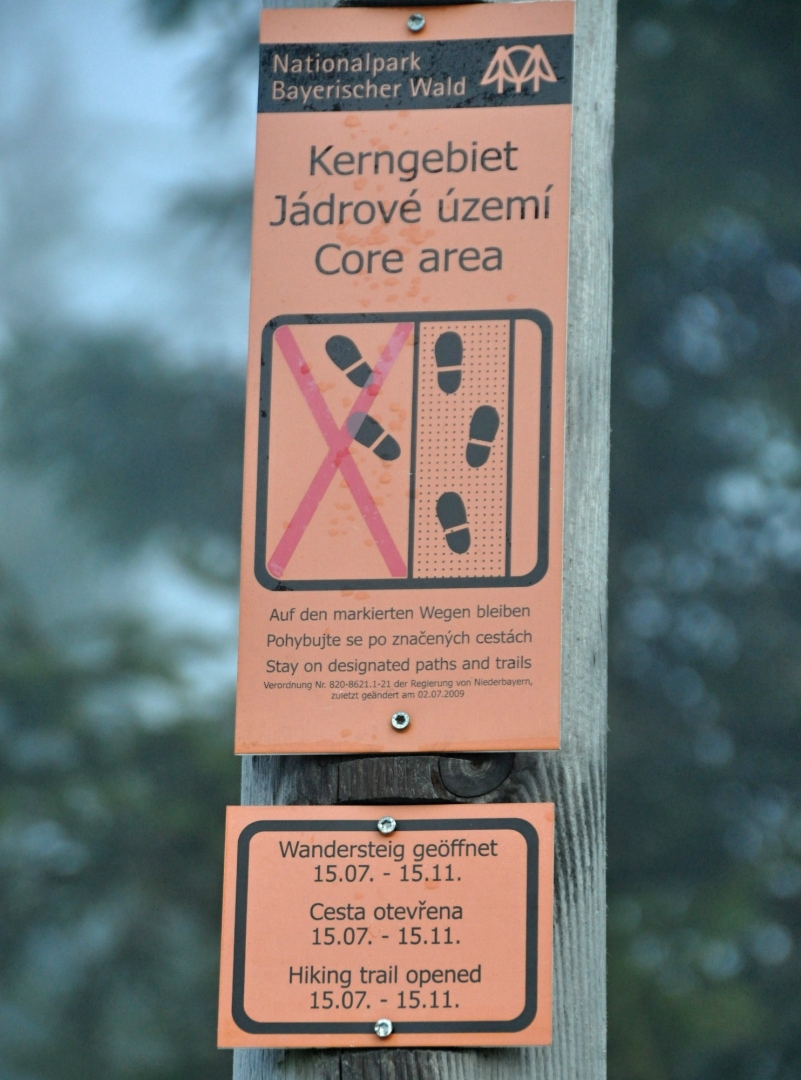 Nationalpark
Bayerischer Wald
Kerngebiet
Jádrové území
Core area
Auf den markierten Wegen bleiben
Pohybujte se po značených cestách
Stay on designated paths and trails
Verordnung Nr. 820-8621.1-21 der Regierung von Niederbayern,
zuletzt geändert am 02.07.2009
Wandersteig geöffnet
15.07. - 15.11.
Cesta otevřena
15.07. - 15.11.
Hiking trail opened
15.07. - 15.11.